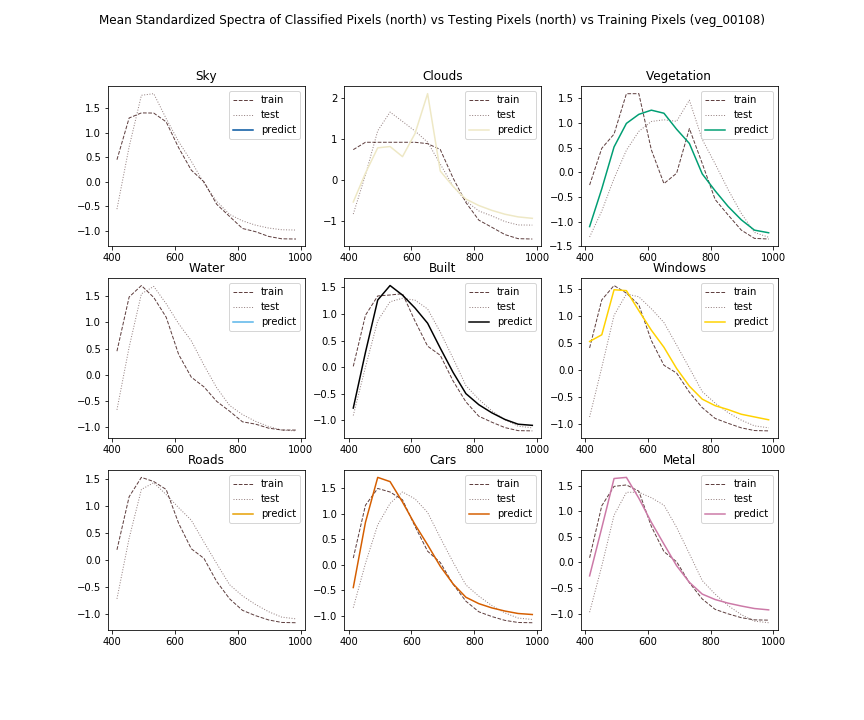 Mean Standardized Spectra of Classified Pixels (north) vs Testing Pixels (north) vs Training Pixels (veg_00108)
Sky
train
test
predict
1.5
1.0
0.5
0.0
−0.5
−1.0
400 600 800 1000
Clouds
train
test
predict
2
1
0
−1
400 600 800 1000
Vegetation
train
test
predict
1.5
1.0
0.5
0.0
−0.5
−1.0
−1.5
400 600 800 1000
Water
train
test
predict
1.5
1.0
0.5
0.0
−0.5
−1.0
400 600 800 1000
Built
train
test
predict
1.5
1.0
0.5
0.0
−0.5
−1.0
400 600 800 1000
Windows
train
test
predict
1.5
1.0
0.5
0.0
−0.5
−1.0
400 600 800 1000
Roads
train
test
predict
1.5
1.0
0.5
0.0
−0.5
−1.0
400 600 800 1000
Cars
train
test
predict
1.5
1.0
0.5
0.0
−0.5
−1.0
400 600 800 1000
Metal
train
test
predict
1.5
1.0
0.5
0.0
−0.5
−1.0
400 600 800 1000